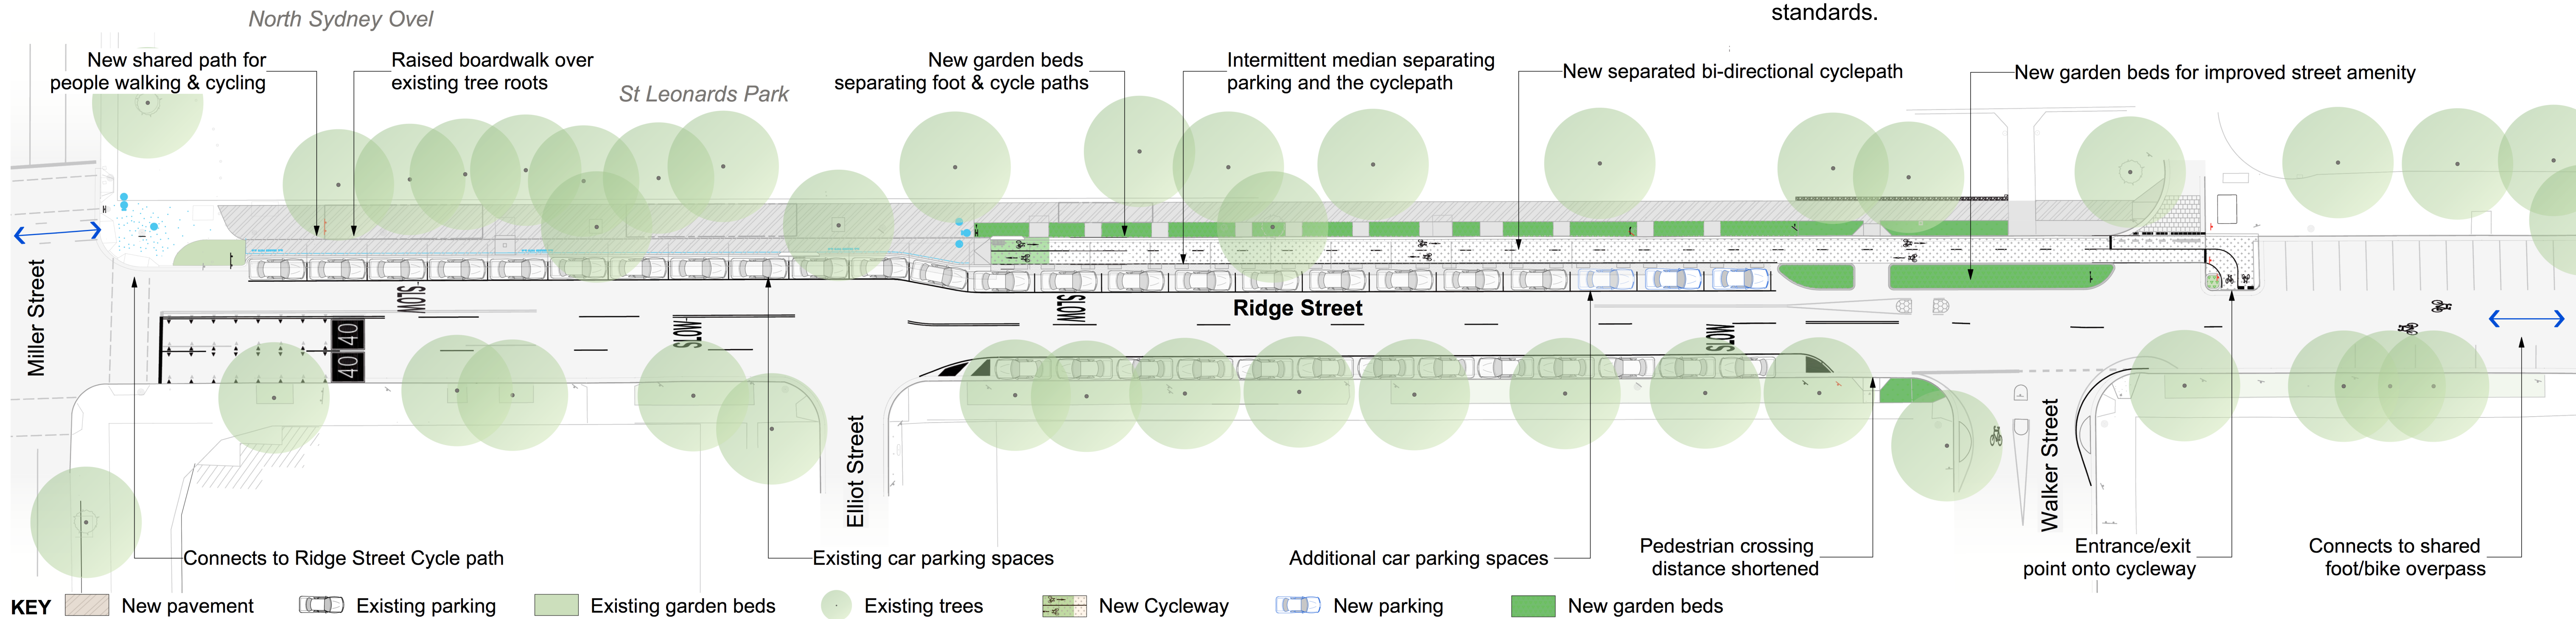 standards.
North Sydney Ovel
New shared path for
people walking & cycling
Raised boardwalk over
existing tree roots
St Leonards Park
New garden beds
separating foot & cycle paths
Intermittent median separating
parking and the cyclepath
New separated bi-directional cyclepath
New garden beds for improved street amenity
H
H
Miller Street
SLOW
SLOW
SLOW
SLOW
40
40
Ridge Street
Elliot Street
Walker Street
Connects to Ridge Street Cycle path
Existing car parking spaces
Additional car parking spaces
Pedestrian crossing
distance shortened
Entrance/exit
point onto cycleway
Connects to shared
foot/bike overpass
KEY
New pavement
Existing parking
Existing garden beds
Existing trees
New Cycleway
New parking
New garden beds